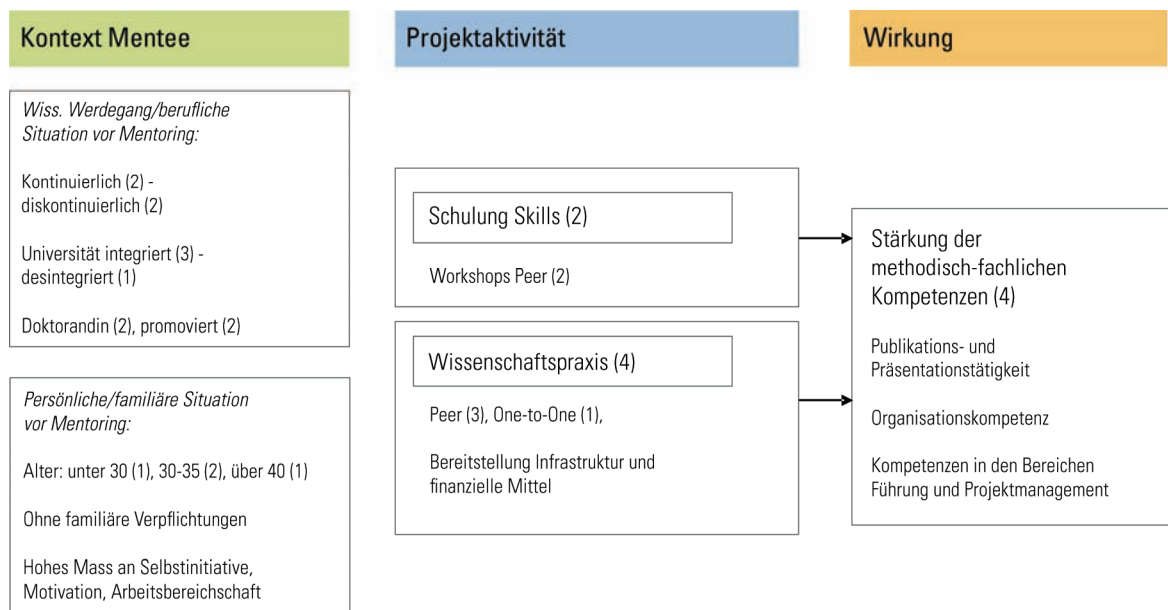 Kontext Mentee
Wiss. Werdegang/berufliche
Situation vor Mentoring:
Kontinuierlich (2) -
diskontinuierlich (2)
Universität integriert (3) -
desintegriert (1)
Doktorandin (2), promoviert (2)
Persönliche/familiäre Situation
vor Mentoring:
Alter: unter 30 (1), 30-35 (2), über 40 (1)
Ohne familiäre Verpflichtungen
Hohes Mass an Selbstinitiative,
Motivation, Arbeitsbereichschaft
Projektaktivität
Schulung Skills (2)
Workshops Peer (2)
Wissenschaftspraxis (4)
Peer (3), One-to-One (1),
Bereitstellung Infrastruktur und
finanzielle Mittel
Wirkung
Stärkung der
methodisch-fachlichen
Kompetenzen (4)
Publikations- und
Präsentationstätigkeit
Organisationskompetenz
Kompetenzen in den Bereichen
Führung und Projektmanagement